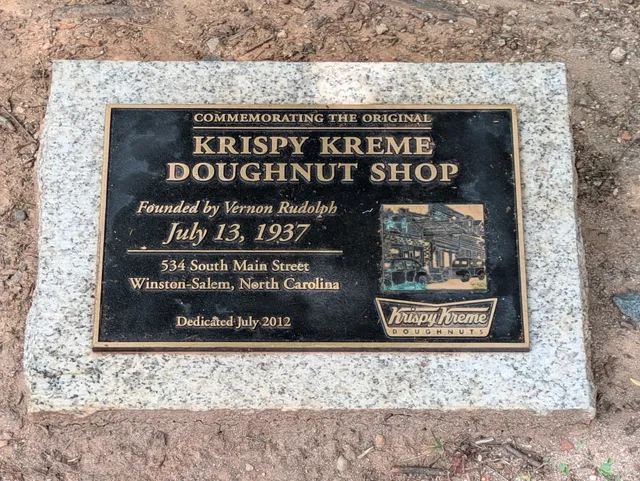 COMMEMORATING THE ORIGINAL
KRISPY KREME
DOUGHNUT SHOP
Founded by Vernon Rudolph
July 13, 1937
534 South Main Street
Winston-Salem, North Carolina
Dedicated July 2012
Krispy Kreme
DOUGHNUTS